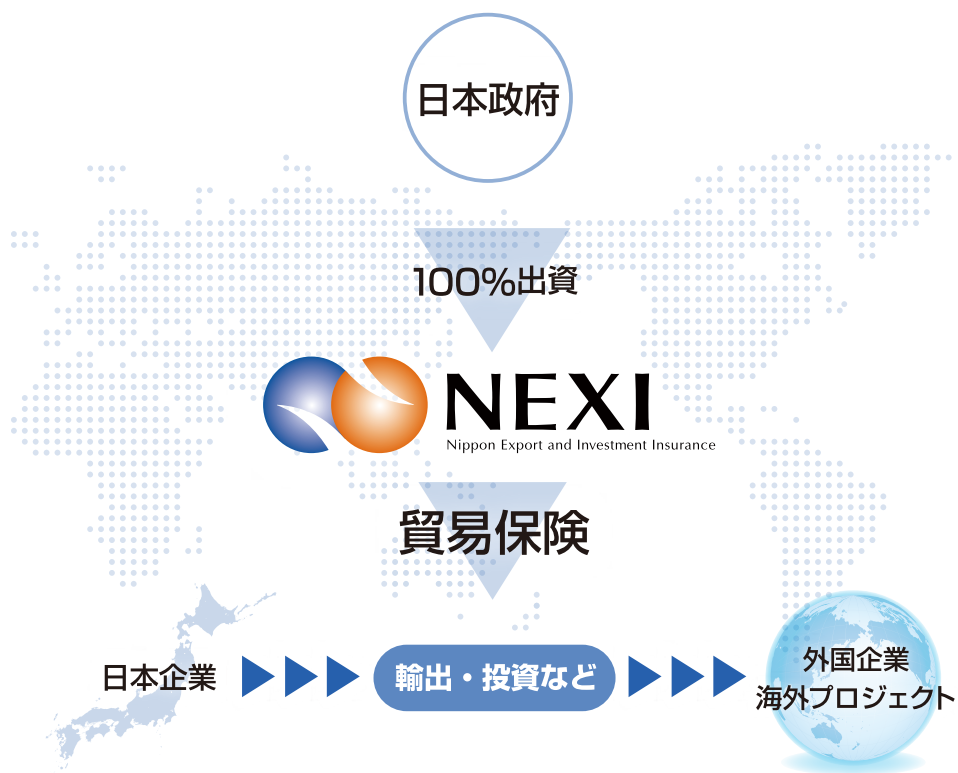 日本政府
100%出資
NEXI
Nippon Export and Investment Insurance
貿易保険
日本企業
輸出・投資など
外国企業
海外プロジェクト